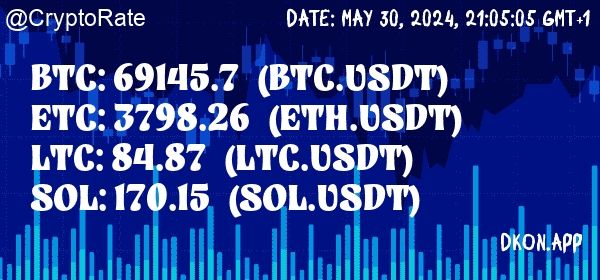 @CryptoRate
DATE: MAY 30, 2024, 21:05:05 GMT+1
BTC: 69145.7 (BTC.USDT)
ETC: 3798.26 (ETH.USDT)
LTC: 84.87 (LTC.USDT)
SOL: 170.15 (SOL.USDT)
DKON.APP